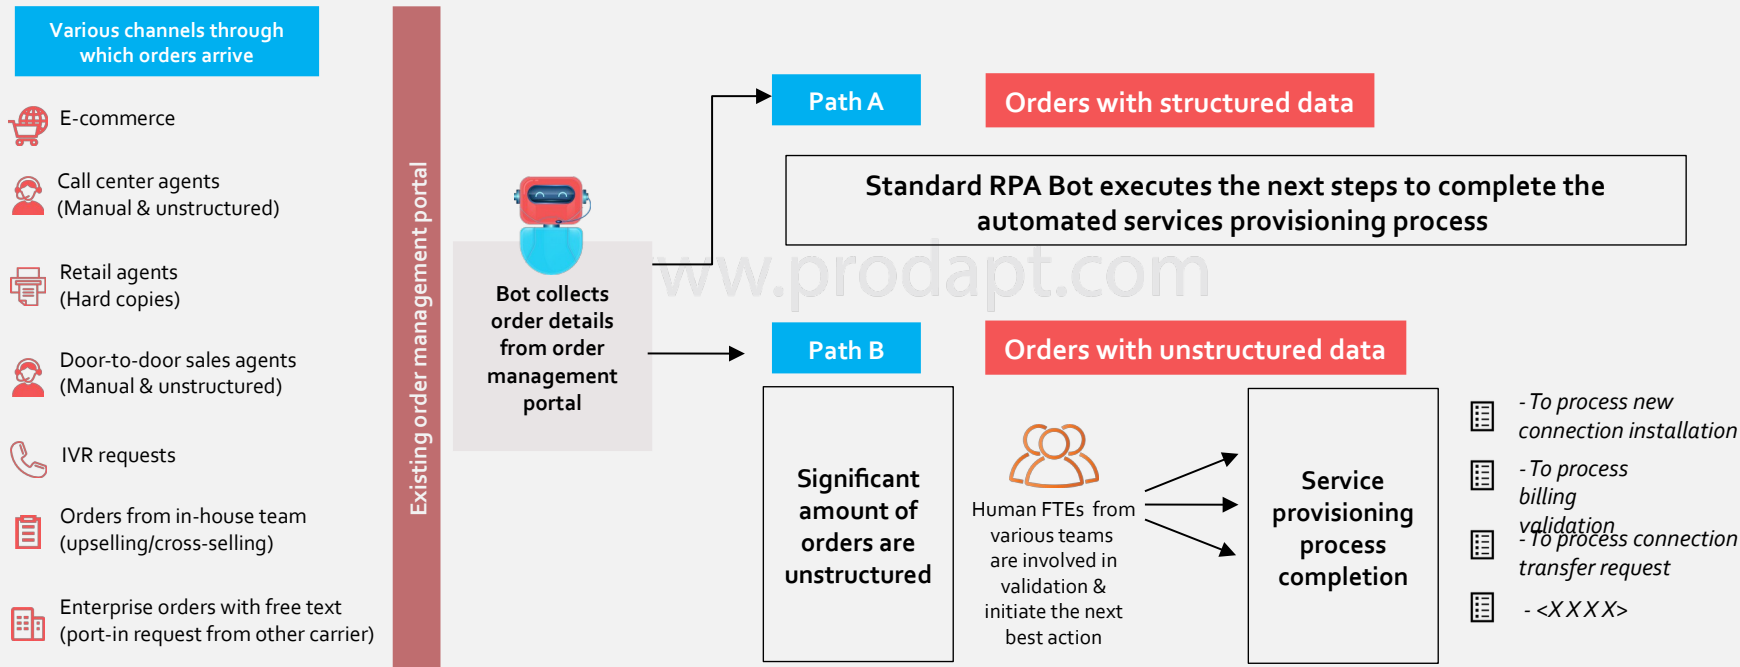 Various channels through
which orders arrive
E-commerce
Call center agents
(Manual & unstructured)
Retail agents
(Hard copies)
Door-to-door sales agents
(Manual & unstructured)
IVR requests
Orders from in-house team
(upselling/cross-selling)
Enterprise orders with free text
(port-in request from other carrier)
Existing order management portal
Bot collects
order details
from order
management
portal
Path A
Orders with structured data
Standard RPA Bot executes the next steps to complete the
automated services provisioning process
www.prodapt.com
Path B
Orders with unstructured data
Significant
amount of
orders are
unstructured
Human FTEs from
various teams
are involved in
validation &
initiate the next
best action
Service
provisioning
process
completion
- To process new
connection installation
- To process
billing
validation
- To process connection
transfer request
- <X X X X>